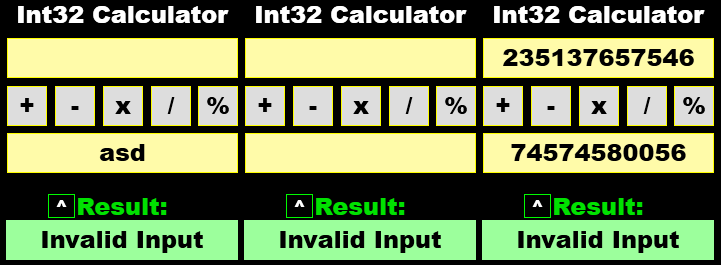 Int32 Calculator Int32 Calculator Int32 Calculator
235137657546
+ - x / % + - x / % + - x / %
asd 74574580056
^ Result: ^ Result: ^ Result:
Invalid Input Invalid Input Invalid Input